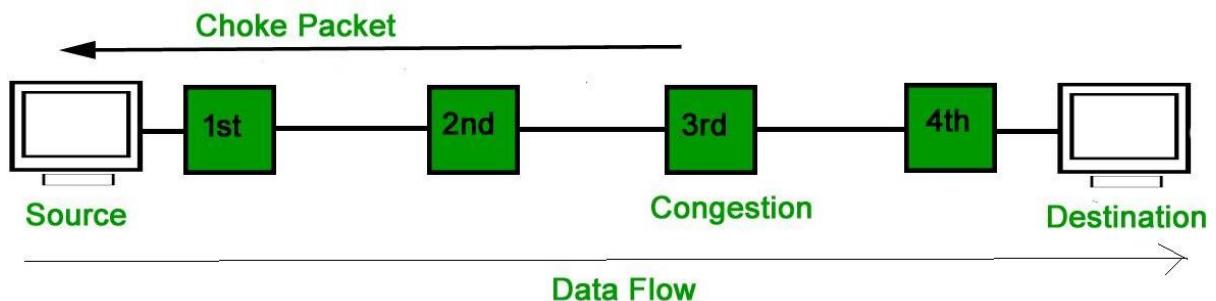 Choke Packet
1st
2nd
3rd
4th
Source
Congestion
Destination
Data Flow